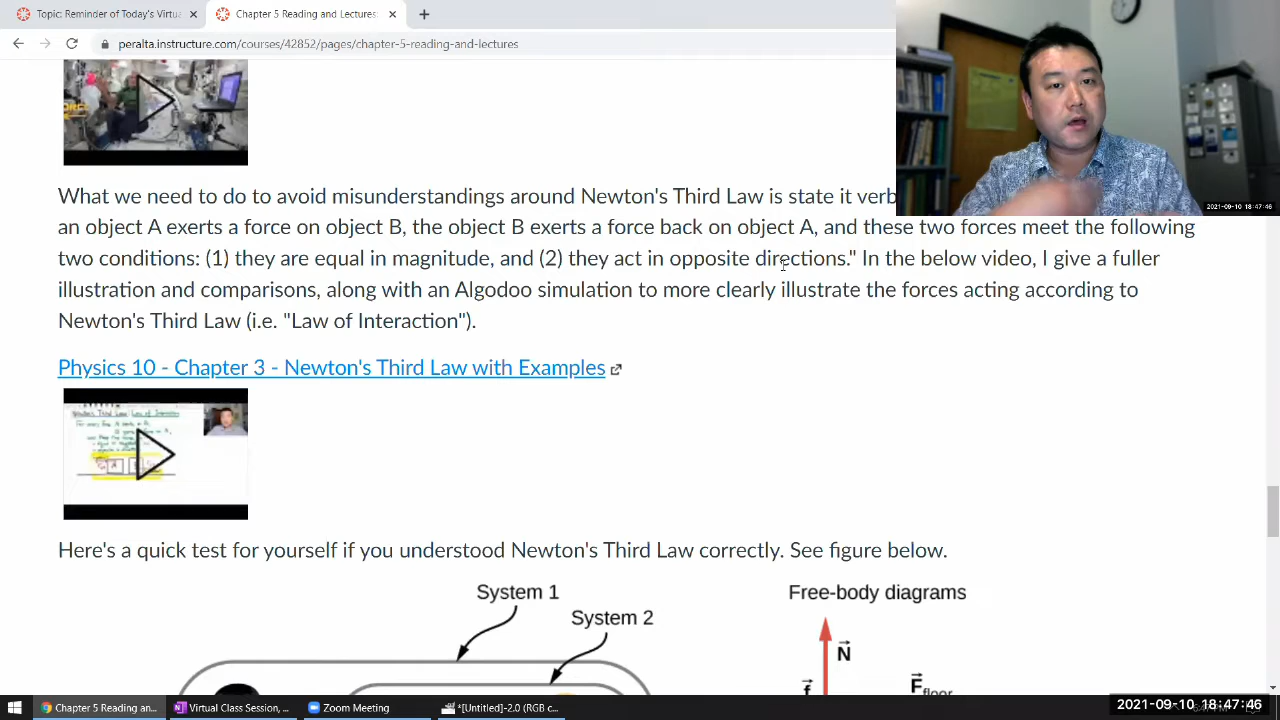 Topic: Reminder of Today's Virtu
Chapter 5 Reading and Lectures:
peralta.instructure.com/courses/42852/pages/chapter-5-reading-and-lectures
What we need to do to avoid misunderstandings around Newton's Third Law is state it verb
an object A exerts a force on object B, the object B exerts a force back on object A, and these two forces meet the following
two conditions: (1) they are equal in magnitude, and (2) they act in opposite directions." In the below video, I give a fuller
illustration and comparisons, along with an Algodoo simulation to more clearly illustrate the forces acting according to
Newton's Third Law (i.e. "Law of Interaction").
Physics 10 - Chapter 3 - Newton's Third Law with Examples
Newton's Third Law: Law of Interaction
Here's a quick test for yourself if you understood Newton's Third Law correctly. See figure below.
System 1
System 2
Free-body diagrams
N
f
F floor
Chapter 5 Reading an...
Virtual Class Session, ...
Zoom Meeting
*[Untitled]-2.0 (RGB c...
2021-09-10 18:47:46
2021-09-10 18:47:46